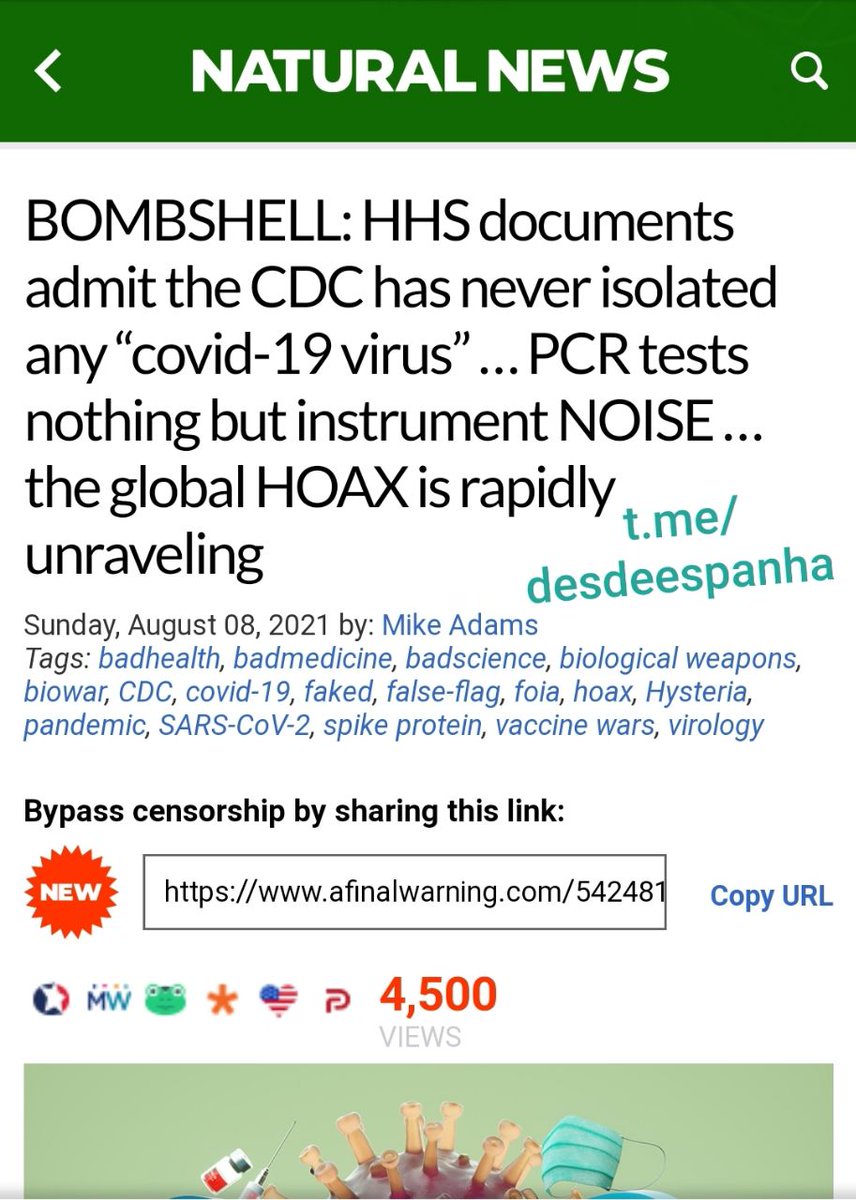 NATURAL NEWS
BOMBSHELL: HHS documents
admit the CDC has never isolated
any “covid-19 virus” … PCR tests
nothing but instrument NOISE …
the global HOAX is rapidly
unraveling
t.me/
desdeespanha
Sunday, August 08, 2021 by: Mike Adams
Tags: badhealth, badmedicine, badscience, biological weapons,
biowar, CDC, covid-19, faked, false-flag, foia, hoax, Hysteria,
pandemic, SARS-CoV-2, spike protein, vaccine wars, virology
Bypass censorship by sharing this link:
NEW
https://www.afinalwarning.com/542481
Copy URL
MW
4,500
VIEWS